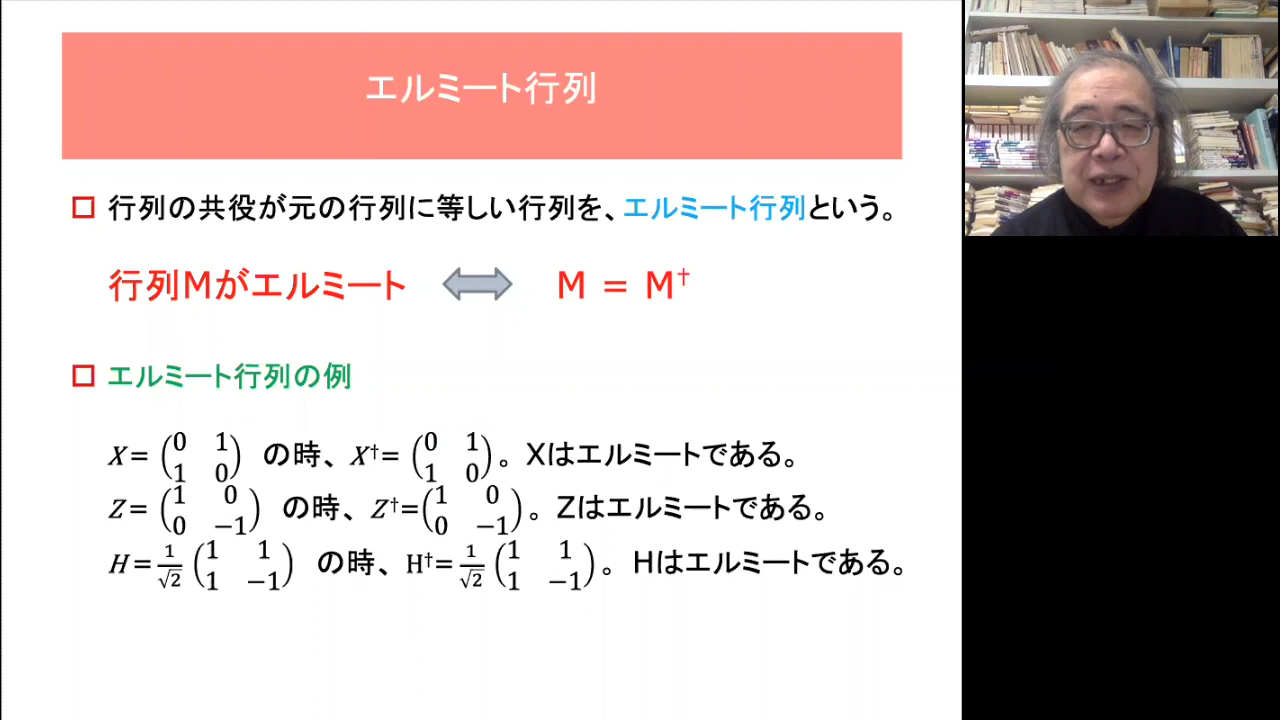 エルミート行列
行列の共役が元の行列に等しい行列を、エルミート行列という。
行列Mがエルミート ⟺ M = M†
エルミート行列の例
X = (0 1; 1 0) の時、X† = (0 1; 1 0)。Xはエルミートである。
Z = (1 0; 0 −1) の時、Z† = (1 0; 0 −1)。Zはエルミートである。
H = 1/√2 (1 1; 1 −1) の時、H† = 1/√2 (1 1; 1 −1)。Hはエルミートである。